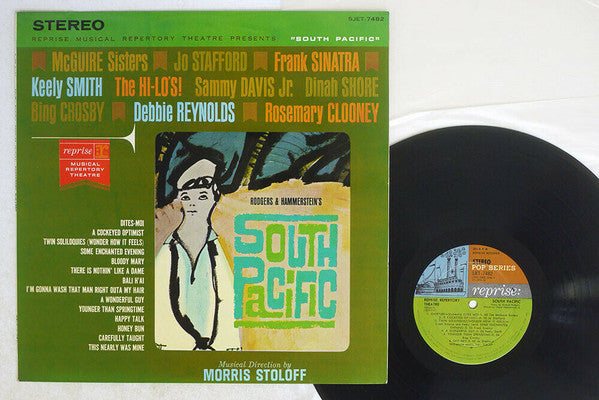 STEREO
SJET-7482
REPRISE MUSICAL REPERTORY THEATRE PRESENTS "SOUTH PACIFIC"
McGUIRE Sisters Jo STAFFORD Frank SINATRA
Keely SMITH The HI-LO'S! Sammy DAVIS Jr. Dinah SHORE
Bing CROSBY Debbie REYNOLDS Rosemary CLOONEY
reprise
MUSICAL
REPERTORY
THEATRE
DITES-MOI
A COCKEYED OPTIMIST
TWIN SOLILOQUIES (WONDER HOW IT FEELS)
SOME ENCHANTED EVENING
BLOODY MARY
THERE IS NOTHIN' LIKE A DAME
BALI H'AI
I'M GONNA WASH THAT MAN RIGHT OUTA MY HAIR
A WONDERFUL GUY
YOUNGER THAN SPRINGTIME
HAPPY TALK
HONEY BUN
CAREFULLY TAUGHT
THIS NEARLY WAS MINE
RODGERS & HAMMERSTEIN'S
SOUTH
PACIFIC
Musical Direction by
MORRIS STOLOFF
STEREO
POP SERIES
reprise:
REPRISE REPERTORY
THEATRE
SOUTH PACIFIC